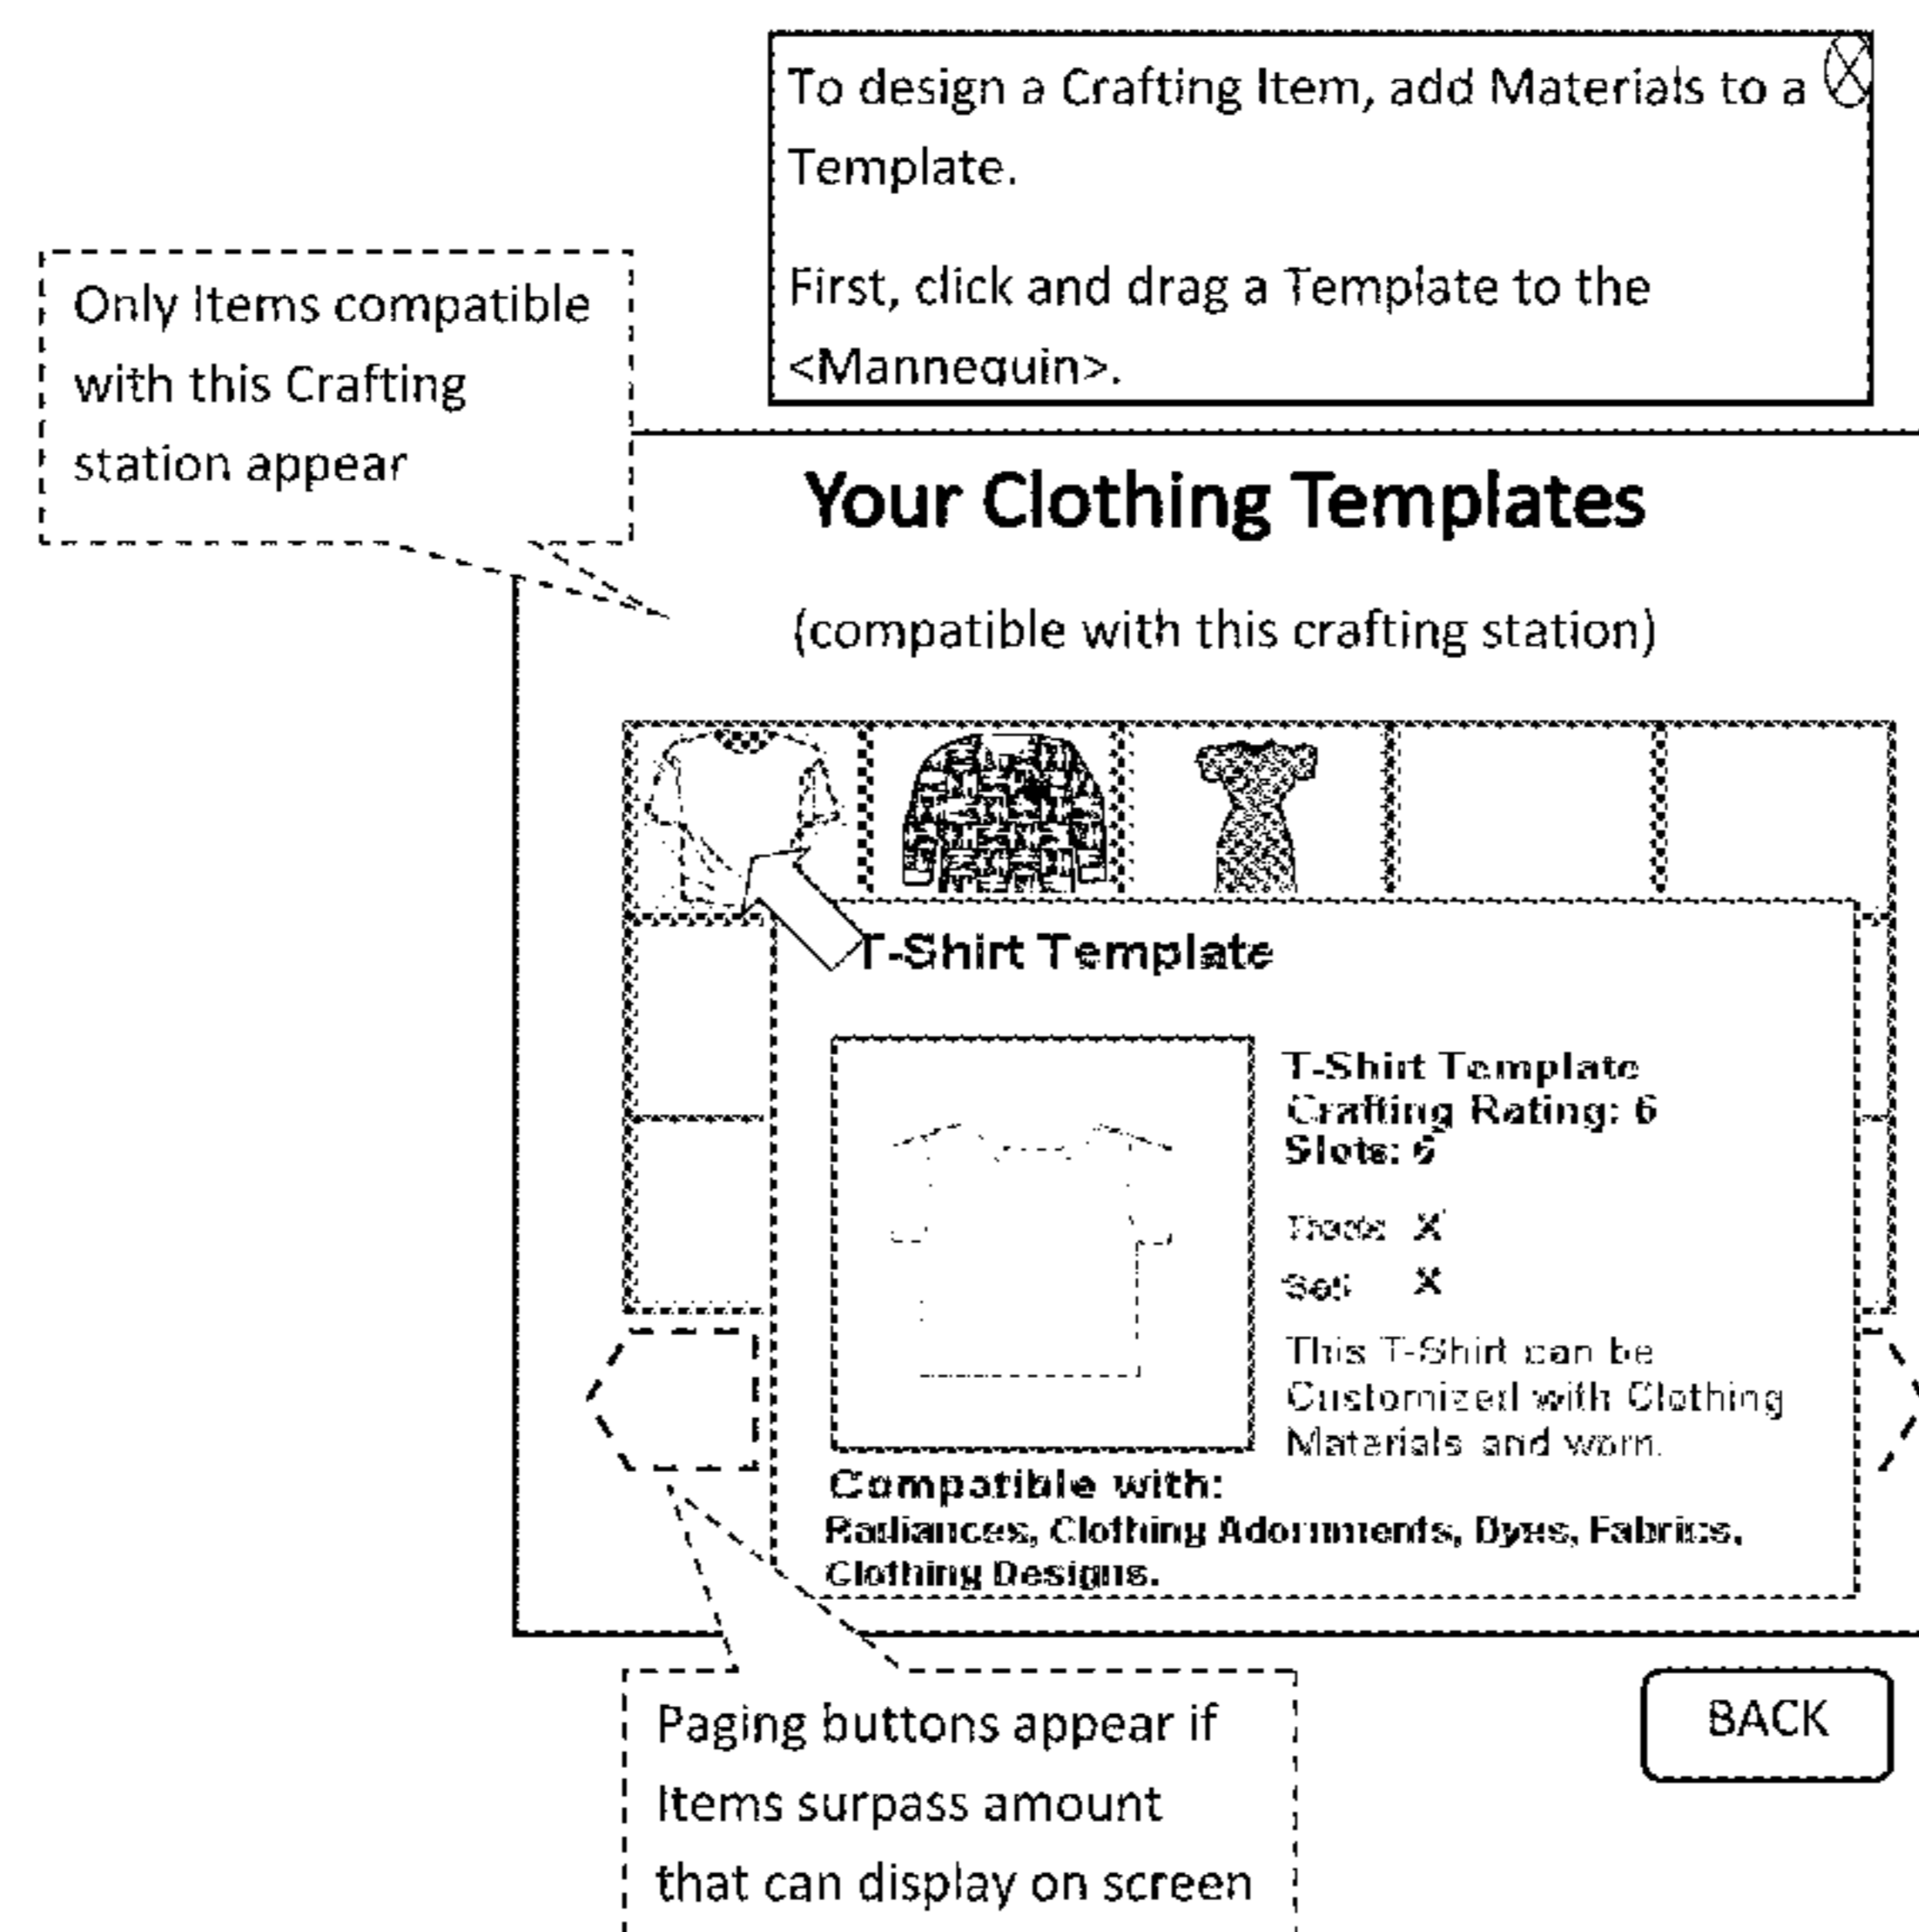 To design a Crafting Item, add Materials to a
Template.
First, click and drag a Template to the
<Mannequin>.
Only Items compatible
with this Crafting
station appear
Your Clothing Templates
(compatible with this crafting station)
T-Shirt Template
T-Shirt Template
Crafting Rating: 6
Slots: 6
Trade X
Sell X
This T-Shirt can be
Customized with Clothing
Materials and worn.
Compatible with:
Radiances, Clothing Adornments, Dyes, Fabrics,
Clothing Designs.
Paging buttons appear if
Items surpass amount
that can display on screen
BACK